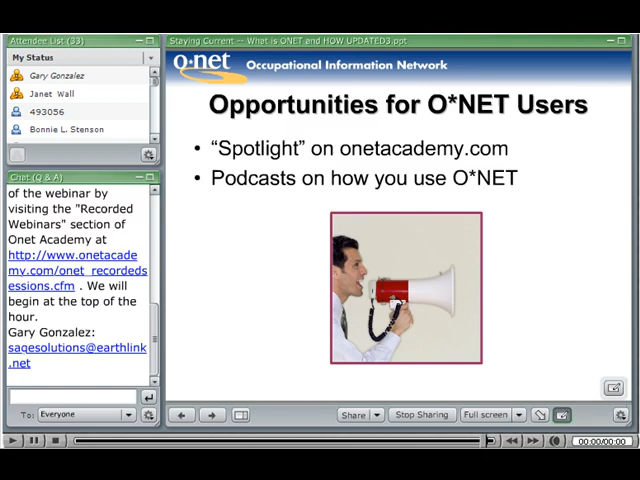 Attendee List (33)
My Status
Gary Gonzalez
Janet Wall
493056
Bonnie L. Stenson
Chat (Q & A)
of the webinar by
visiting the "Recorded
Webinars" section of
Onet Academy at
http://www.onetacade
my.com/onet_recordeds
essions.cfm . We will
begin at the top of the
hour.
Gary Gonzalez:
sagesolutions@earthlink
.net
To: Everyone
Staying Current -- What is ONET and HOW UPDATED3.ppt
o*net Occupational Information Network
Opportunities for O*NET Users
• “Spotlight” on onetacademy.com
• Podcasts on how you use O*NET
Share Stop Sharing Full screen
00:00/00:00